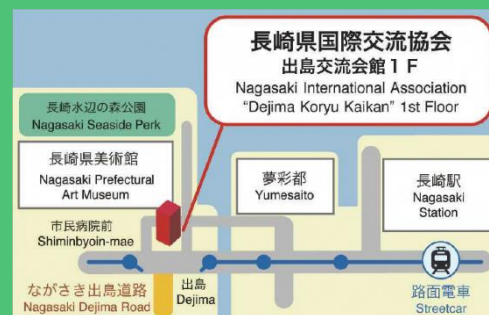 長崎県国際交流協会
出島交流会館1F
Nagasaki International Association
“Dejima Koryu Kaikan” 1st Floor
長崎水辺の森公園
Nagasaki Seaside Perk
長崎県美術館
Nagasaki Prefectural
Art Museum
夢彩都
Yumesaito
長崎駅
Nagasaki
Station
市民病院前
Shiminbyoin-mae
ながさき出島道路
Nagasaki Dejima Road
出島
Dejima
路面電車
Streetcar